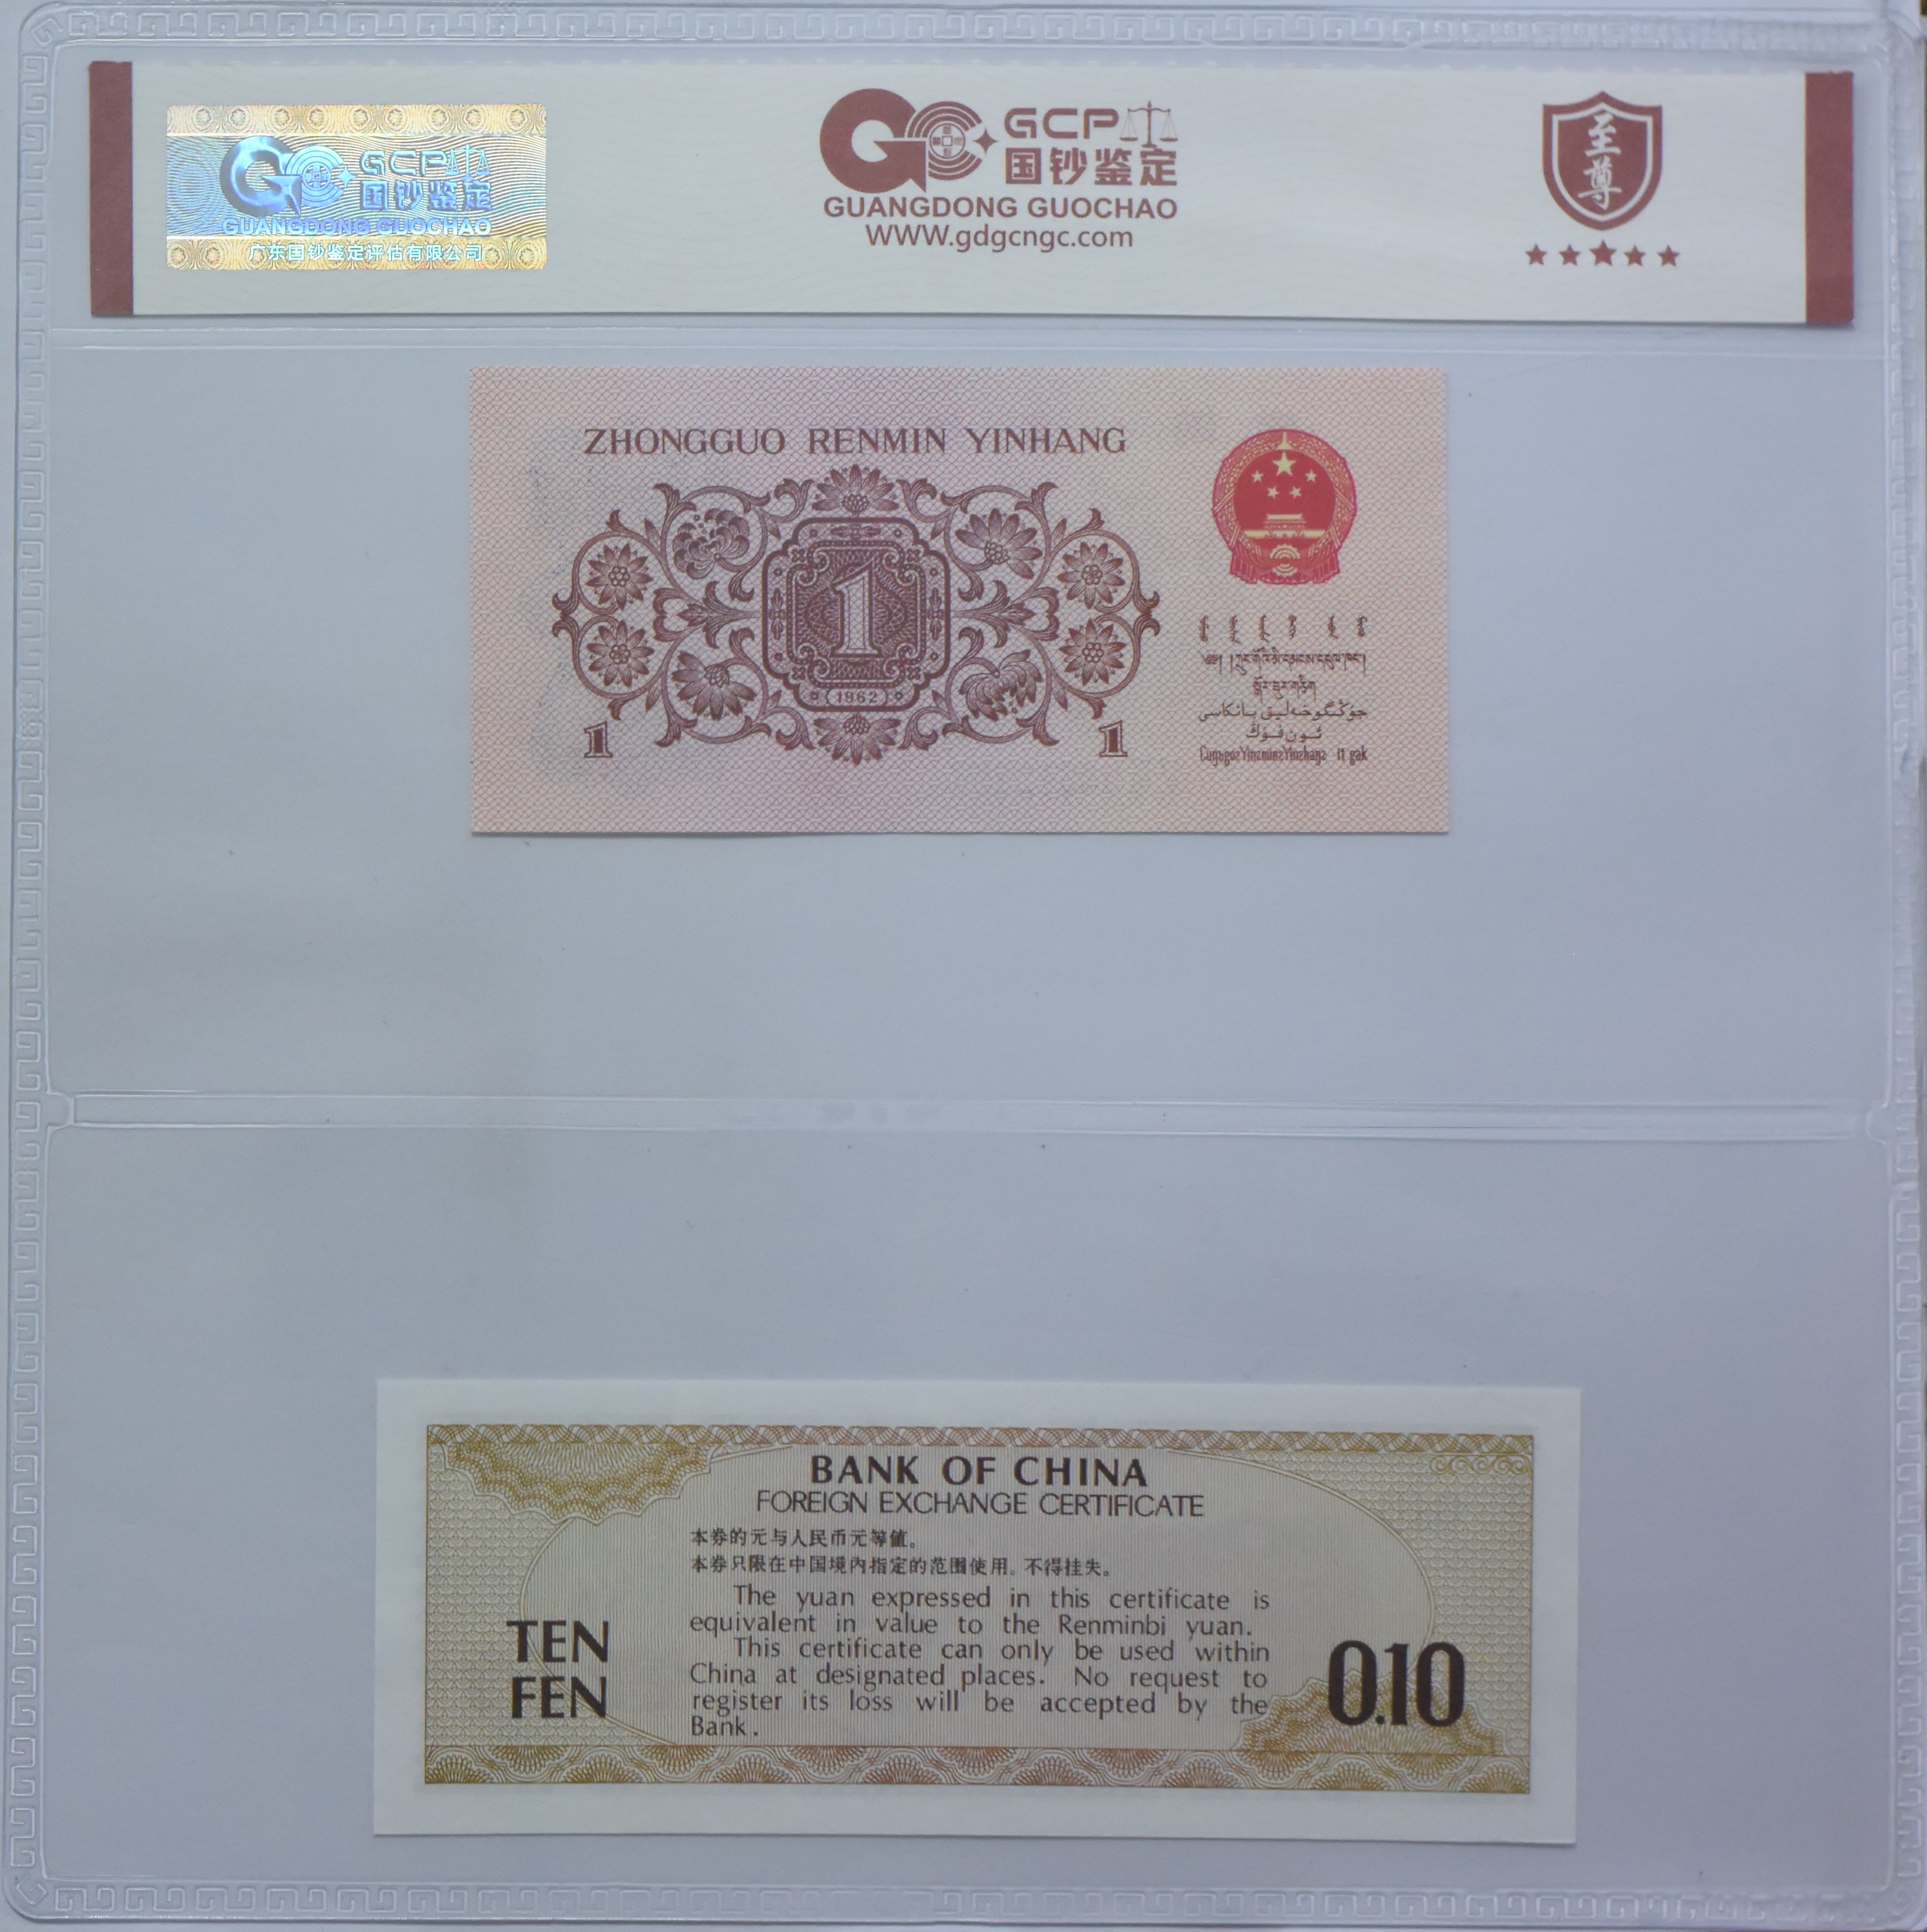 GCP
国钞鉴定
GUANGDONG GUOCHAO
广东国钞鉴定评估有限公司
GCP
国钞鉴定
GUANGDONG GUOCHAO
WWW.gdgcngc.com
至尊
ZHONGGUO RENMIN YINHANG
1
1962
1
1
BANK OF CHINA
FOREIGN EXCHANGE CERTIFICATE
本券的元与人民币元等値。
本券只限在中国境内指定的范围使用。不得挂失。
The yuan expressed in this certificate is
equivalent in value to the Renminbi yuan.
This certificate can only be used within
China at designated places. No request to
register its loss will be accepted by the
Bank.
TEN
FEN
0.10